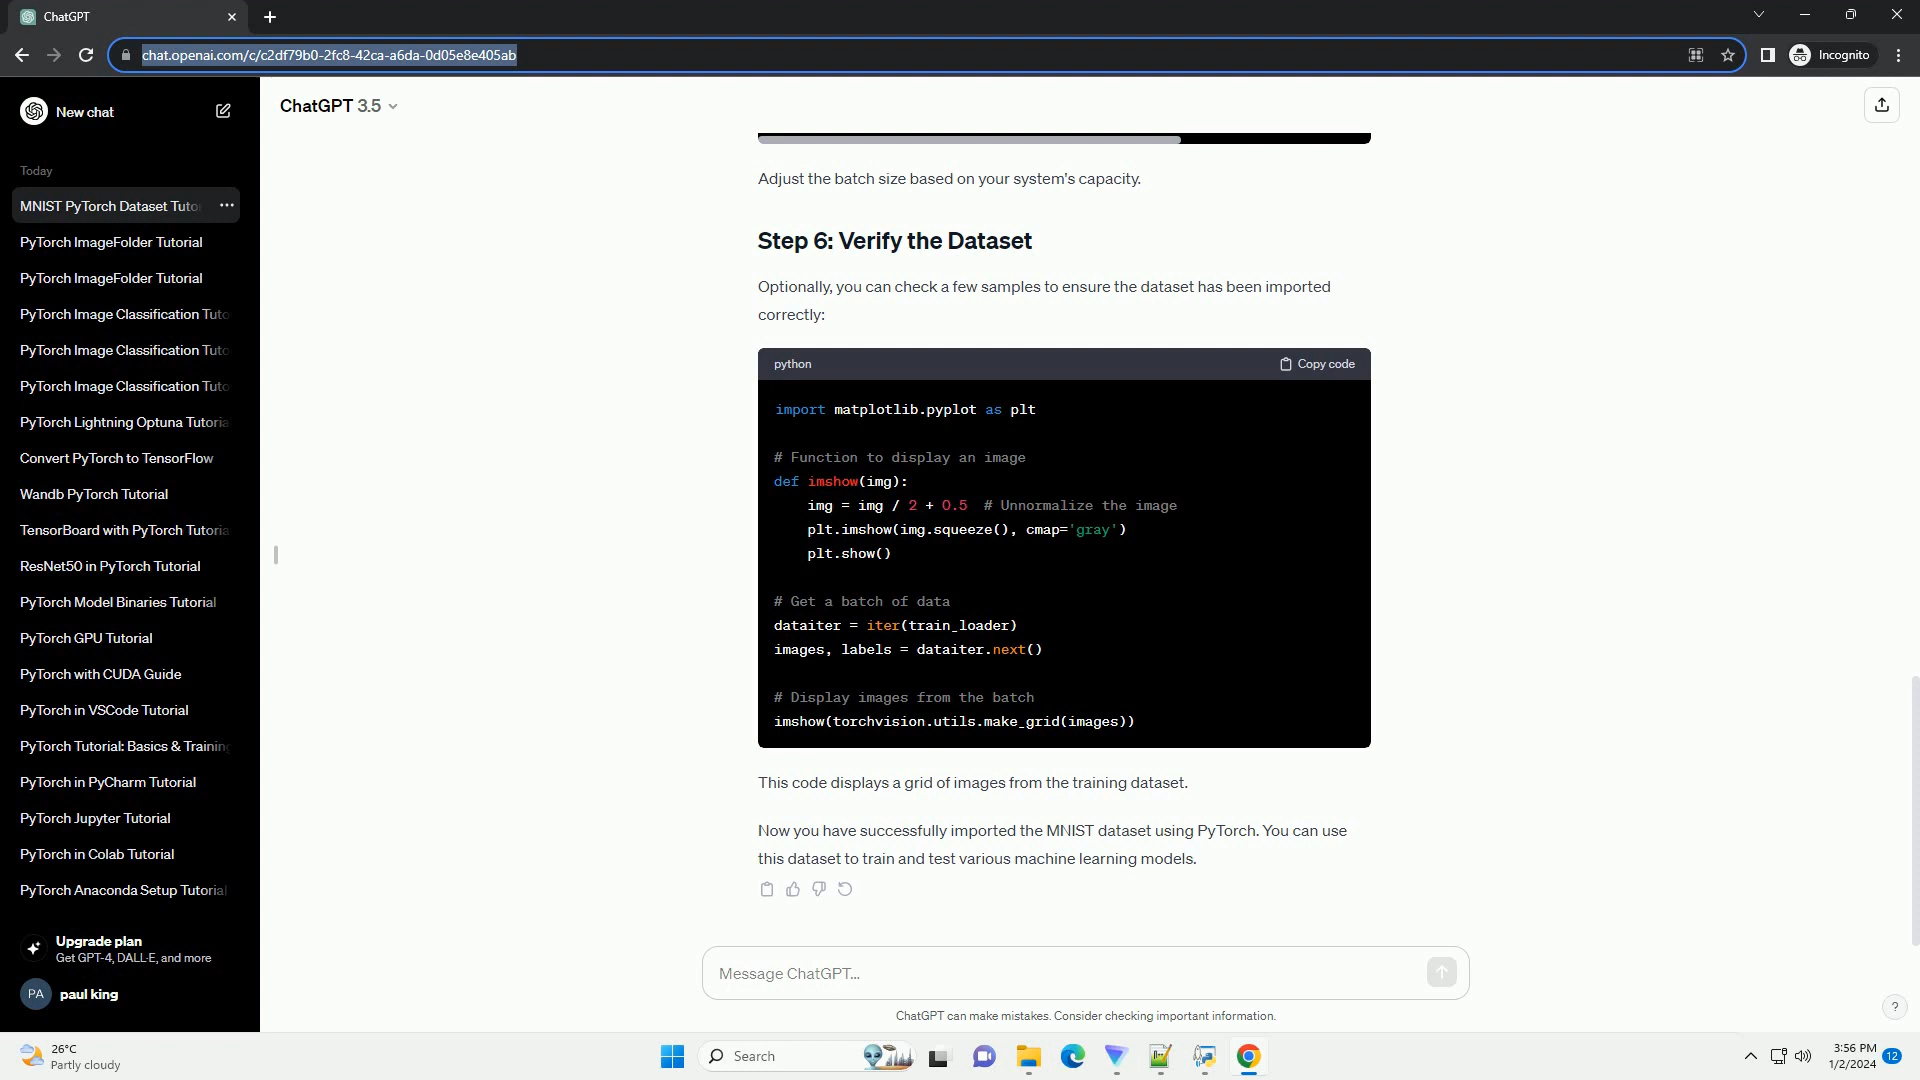 ChatGPT
chat.openai.com/c/c2df79b0-2fc8-42ca-a6da-0d05e8e405ab
Incognito
New chat
Today
MNIST PyTorch Dataset Tuto
PyTorch ImageFolder Tutorial
PyTorch ImageFolder Tutorial
PyTorch Image Classification Tuto
PyTorch Image Classification Tuto
PyTorch Image Classification Tuto
PyTorch Lightning Optuna Tutoria
Convert PyTorch to TensorFlow
Wandb PyTorch Tutorial
TensorBoard with PyTorch Tutoria
ResNet50 in PyTorch Tutorial
PyTorch Model Binaries Tutorial
PyTorch GPU Tutorial
PyTorch with CUDA Guide
PyTorch in VSCode Tutorial
PyTorch Tutorial: Basics & Training
PyTorch in PyCharm Tutorial
PyTorch Jupyter Tutorial
PyTorch in Colab Tutorial
PyTorch Anaconda Setup Tutorial
Upgrade plan
Get GPT-4, DALL·E, and more
PA
paul king
ChatGPT 3.5
Adjust the batch size based on your system's capacity.
Step 6: Verify the Dataset
Optionally, you can check a few samples to ensure the dataset has been imported
correctly:
python
Copy code
import matplotlib.pyplot as plt
# Function to display an image
def imshow(img):
    img = img / 2 + 0.5  # Unnormalize the image
    plt.imshow(img.squeeze(), cmap='gray')
    plt.show()
# Get a batch of data
dataiter = iter(train_loader)
images, labels = dataiter.next()
# Display images from the batch
imshow(torchvision.utils.make_grid(images))
This code displays a grid of images from the training dataset.
Now you have successfully imported the MNIST dataset using PyTorch. You can use
this dataset to train and test various machine learning models.
Message ChatGPT...
ChatGPT can make mistakes. Consider checking important information.
?
26°C
Partly cloudy
Search
3:56 PM
1/2/2024
12